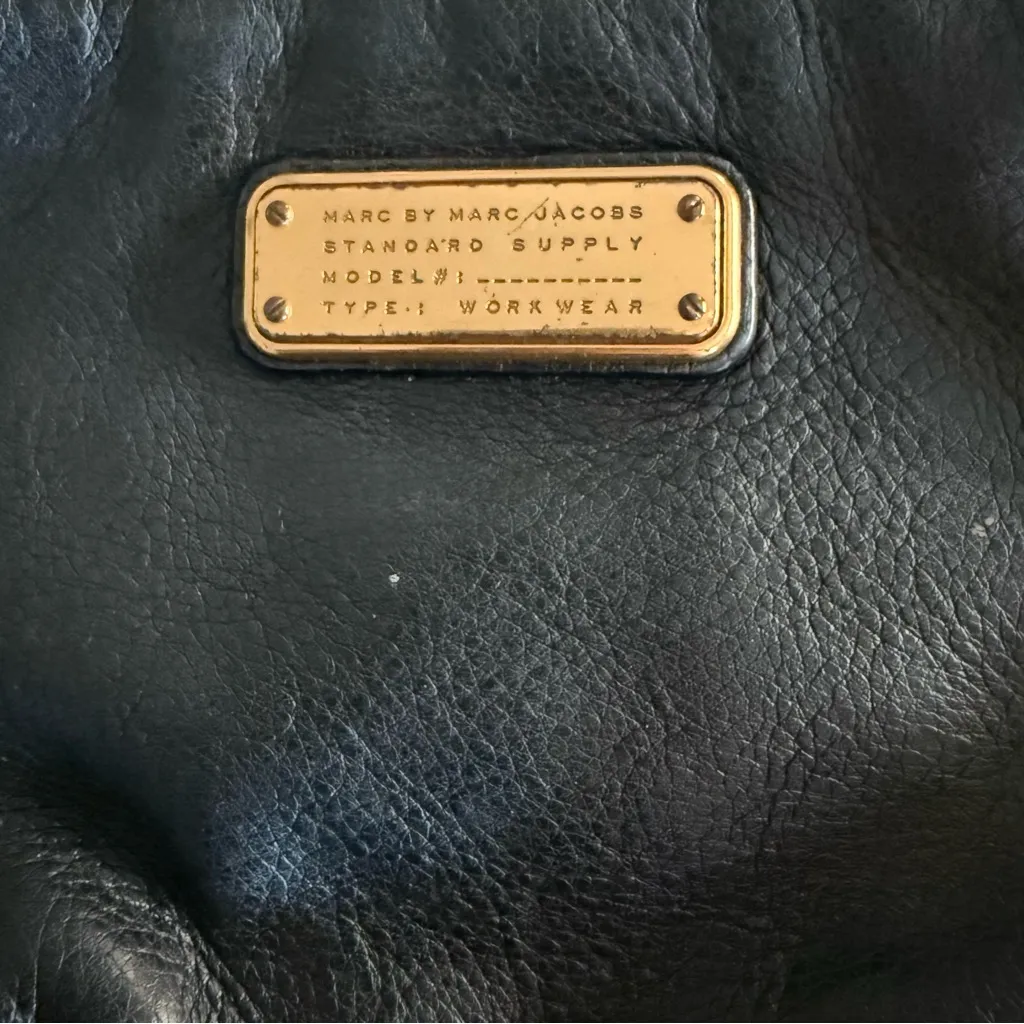 MARC BY MARC JACOBS
STANDARD SUPPLY
MODEL#: __________
TYPE.: WORKWEAR